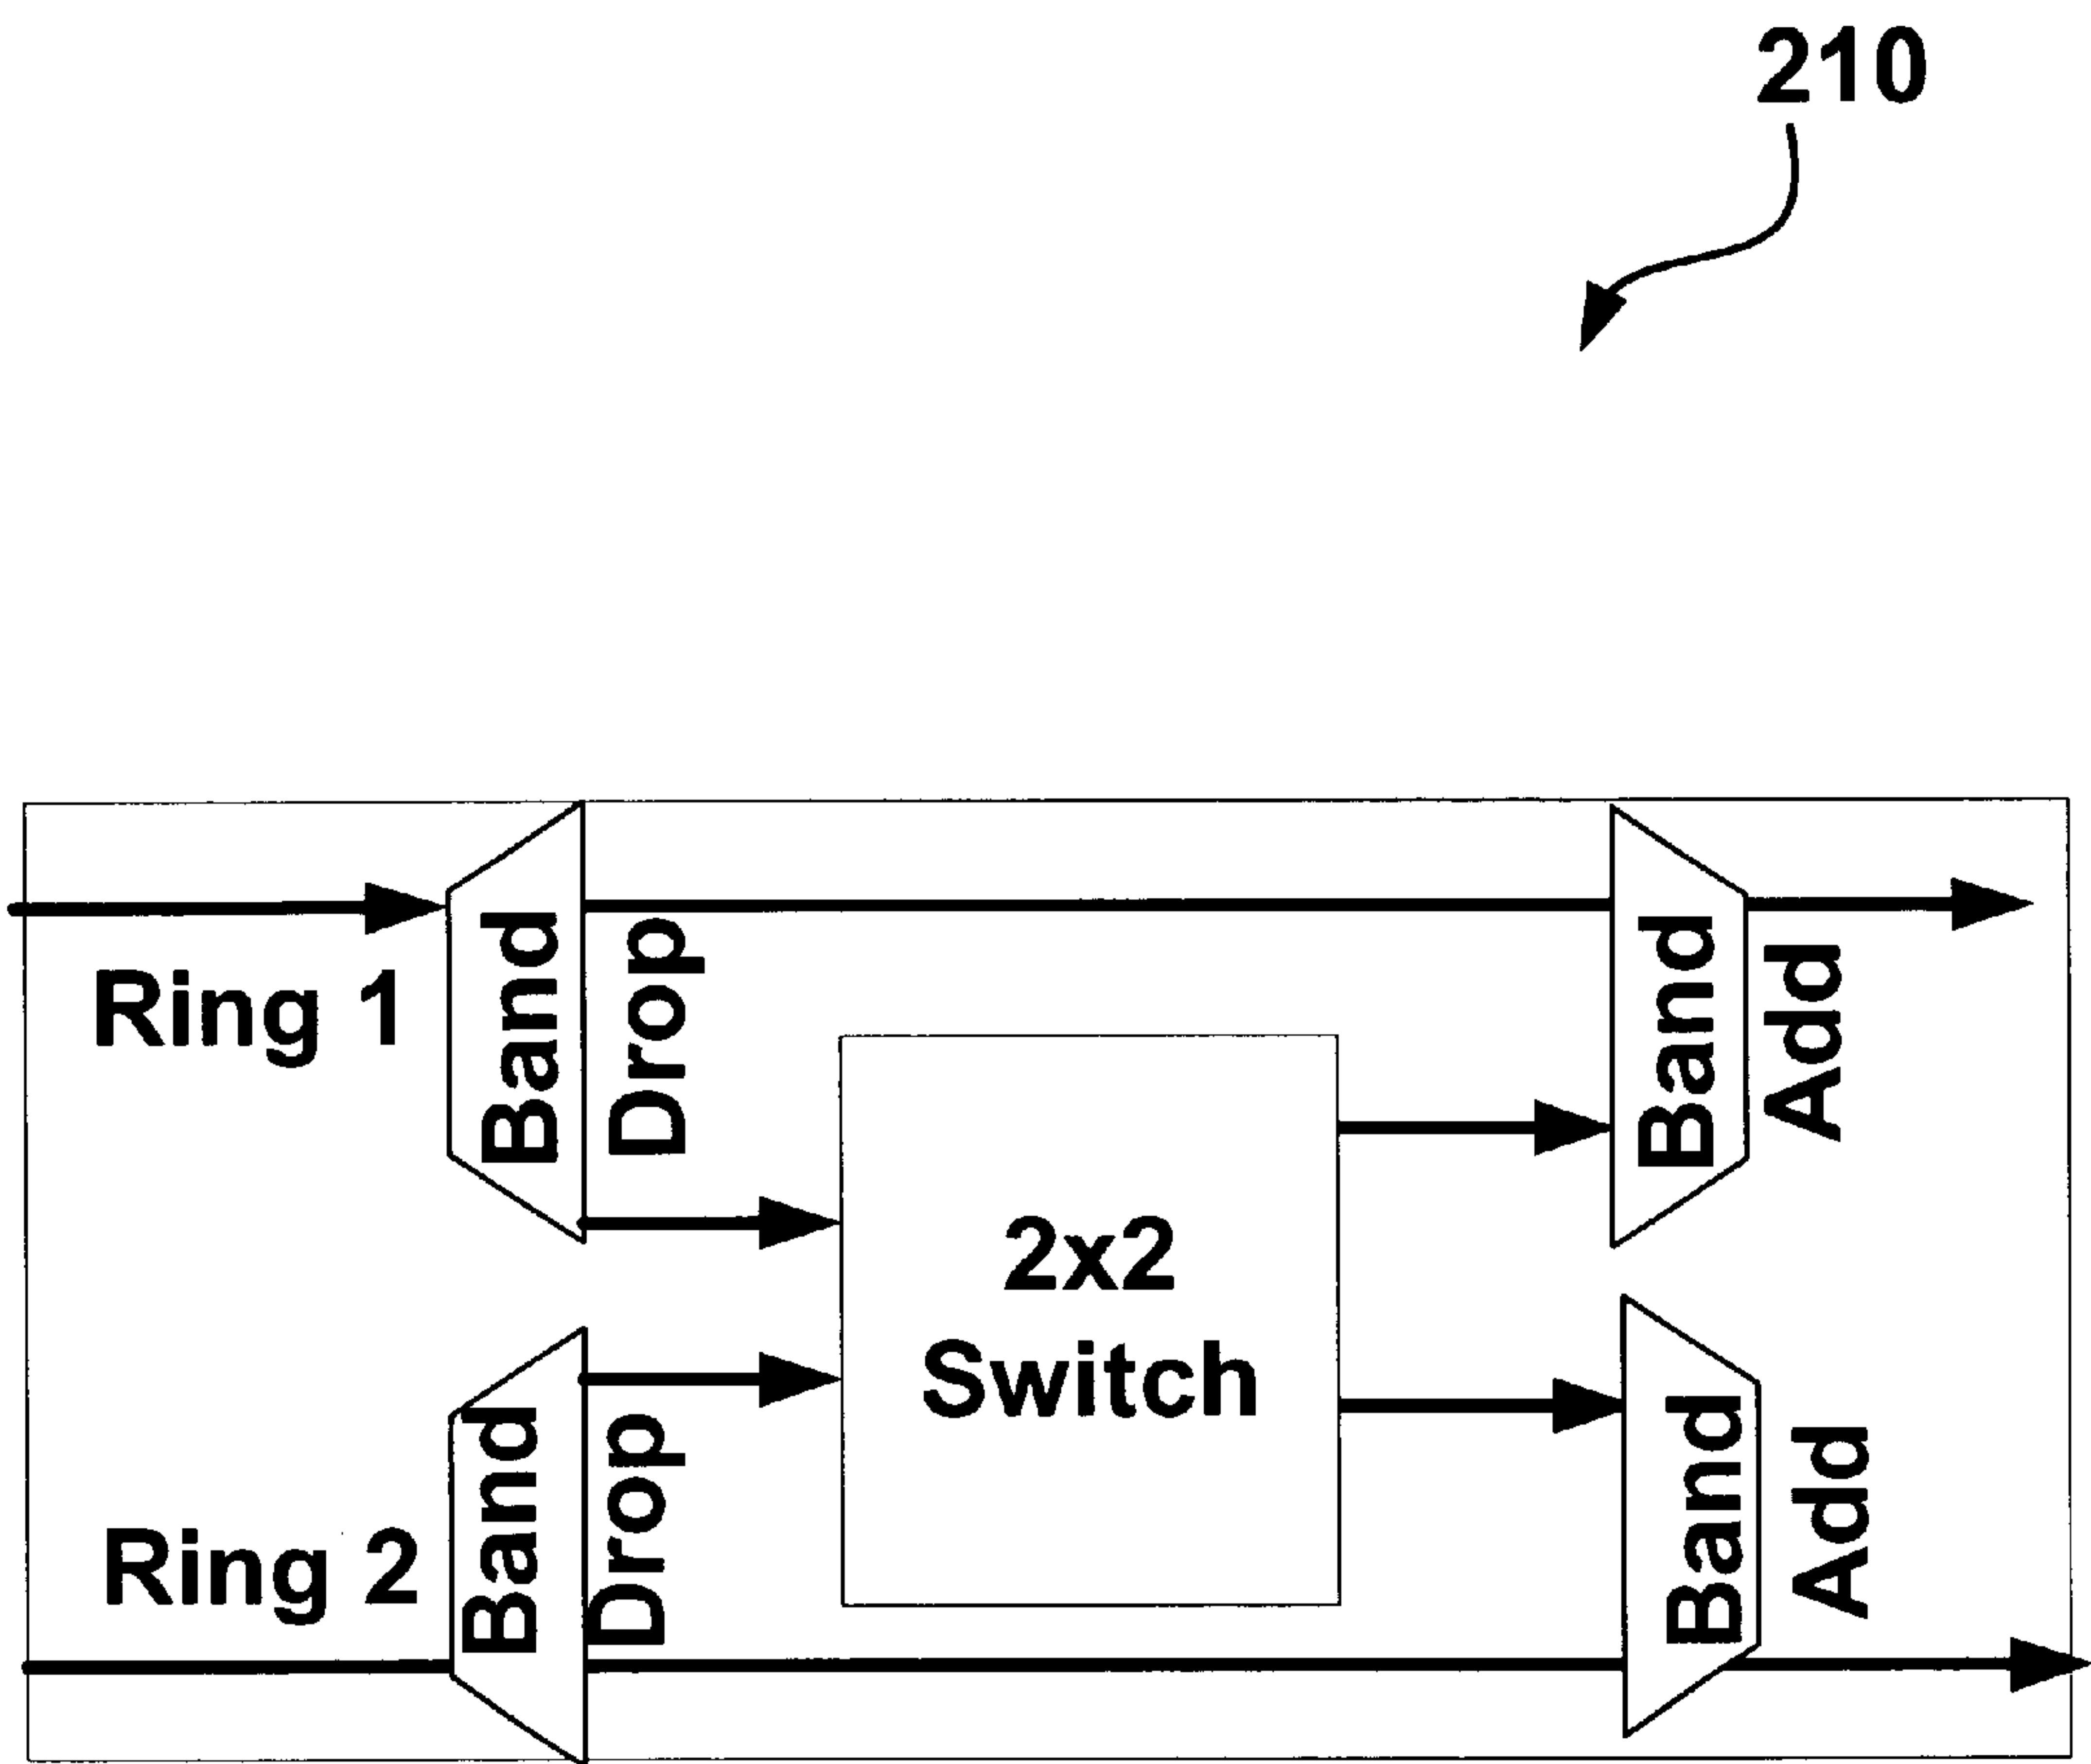 210
Ring 1
Band
Drop
2x2
Switch
Band
Add
Ring 2
Band
Drop
Band
Add